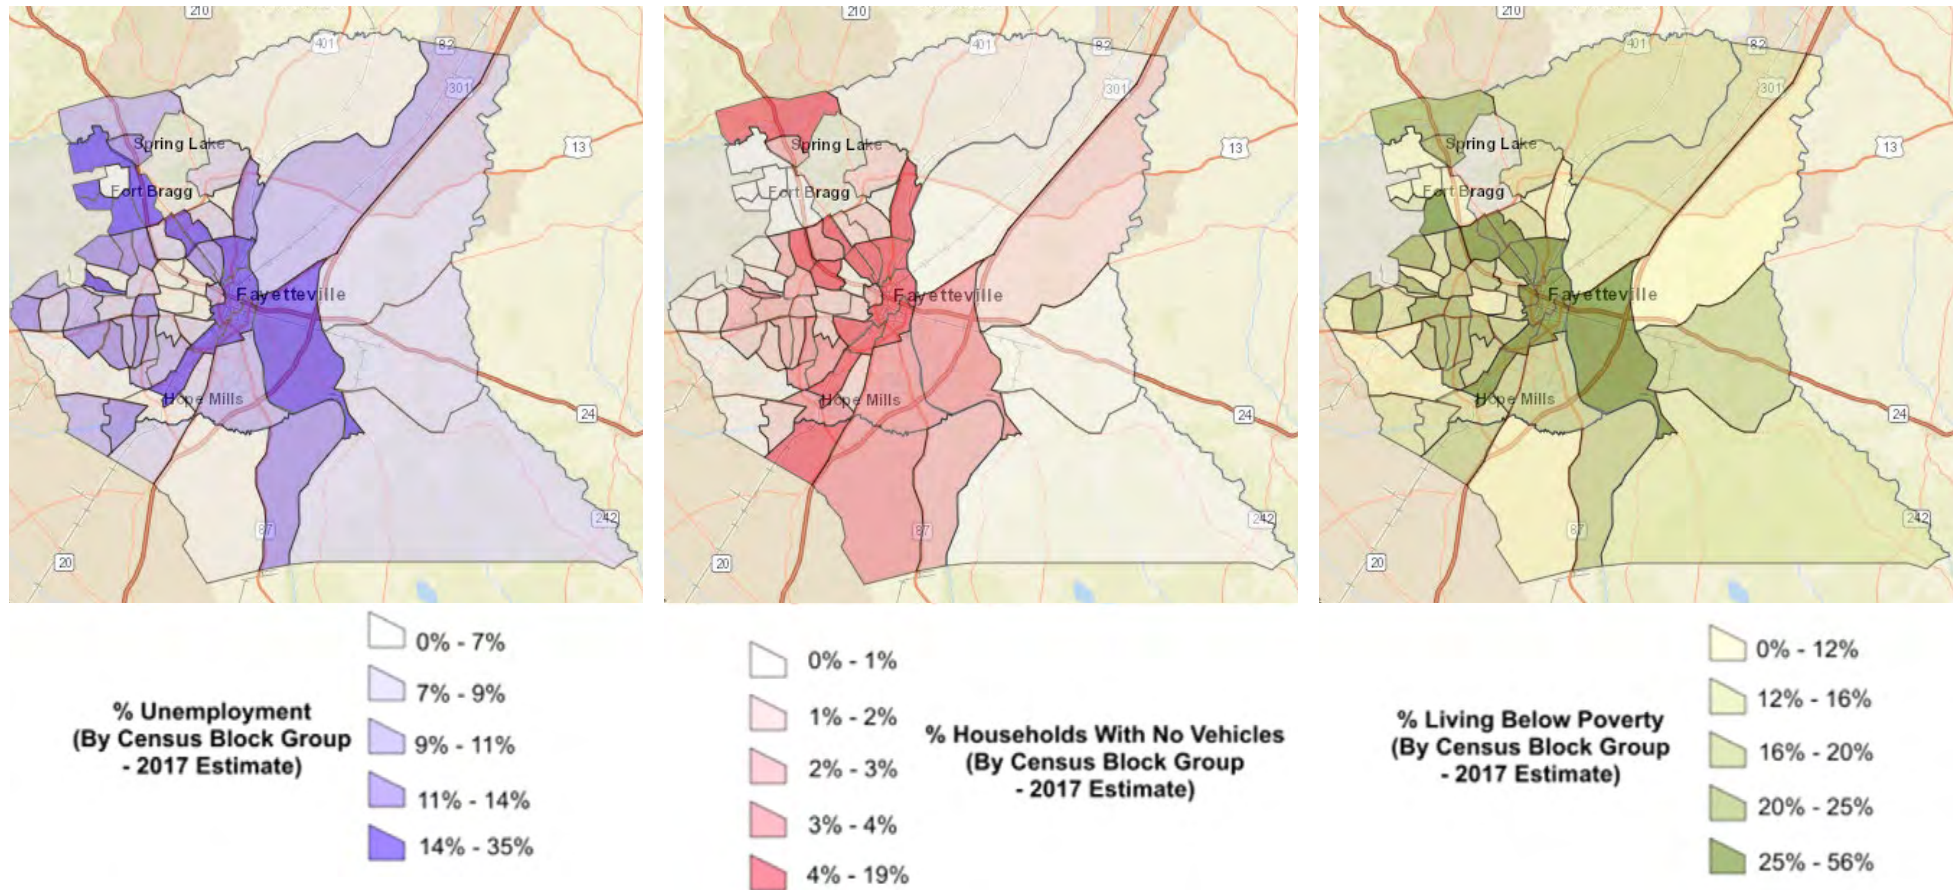 210
401
82
301
13
Spring Lake
Fort Bragg
Fayetteville
Hope Mills
24
87
242
20
210
401
82
301
13
Spring Lake
Fort Bragg
Fayetteville
Hope Mills
24
87
242
20
210
401
82
301
13
Spring Lake
Fort Bragg
Fayetteville
Hope Mills
24
87
242
20
% Unemployment
(By Census Block Group
- 2017 Estimate)
0% - 7%
7% - 9%
9% - 11%
11% - 14%
14% - 35%
0% - 1%
1% - 2%
2% - 3%
3% - 4%
4% - 19%
% Households With No Vehicles
(By Census Block Group
- 2017 Estimate)
% Living Below Poverty
(By Census Block Group
- 2017 Estimate)
0% - 12%
12% - 16%
16% - 20%
20% - 25%
25% - 56%